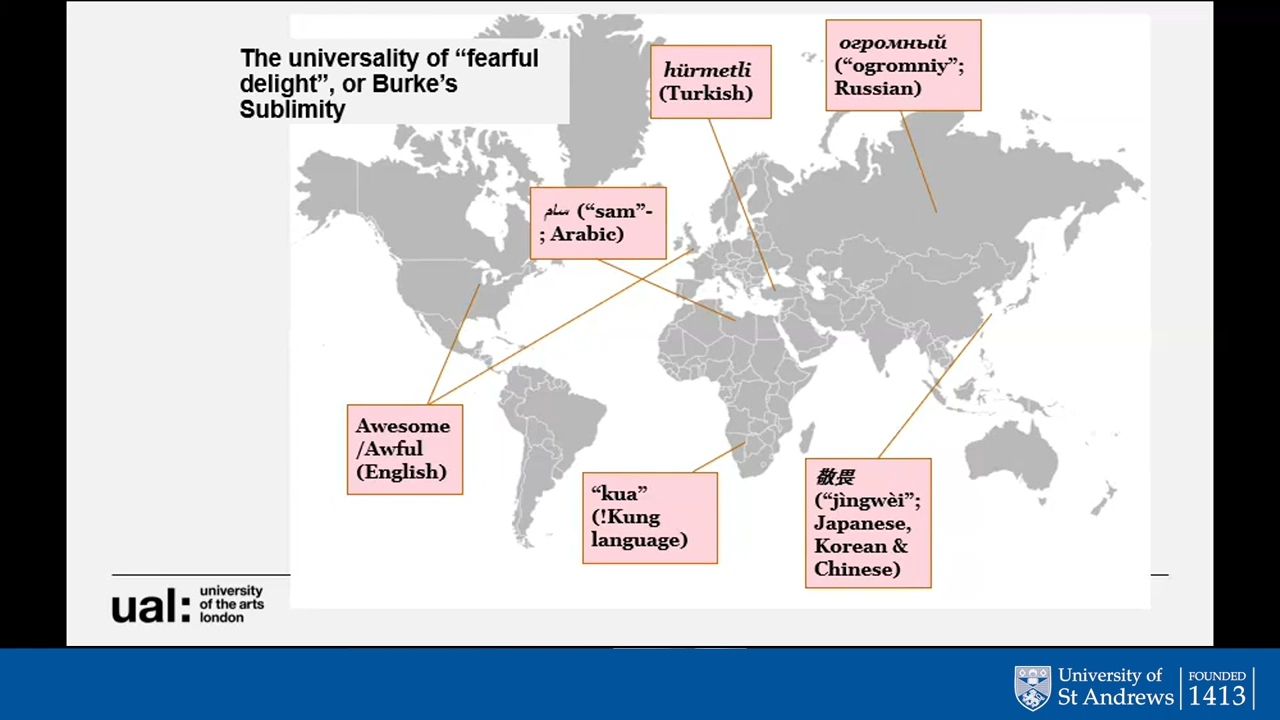 The universality of “fearful
delight”, or Burke’s
Sublimity
hürmetli
(Turkish)
огромный
(“ogromniy”;
Russian)
سام (“sam”-
; Arabic)
Awesome
/Awful
(English)
“kua”
(!Kung
language)
敬畏
(“jìngwèi”;
Japanese,
Korean &
Chinese)
ual:
university
of the arts
london
University of
St Andrews
FOUNDED
1413